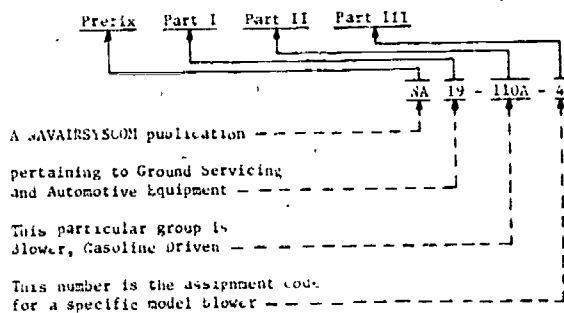 Prefix Part I Part II Part III
NA 19 - 110A - 4
A NAVAIRSYSCOM publication
pertaining to Ground Servicing
and Automotive Equipment
This particular group is
Blower, Gasoline Driven
This number is the assignment code
for a specific model blower